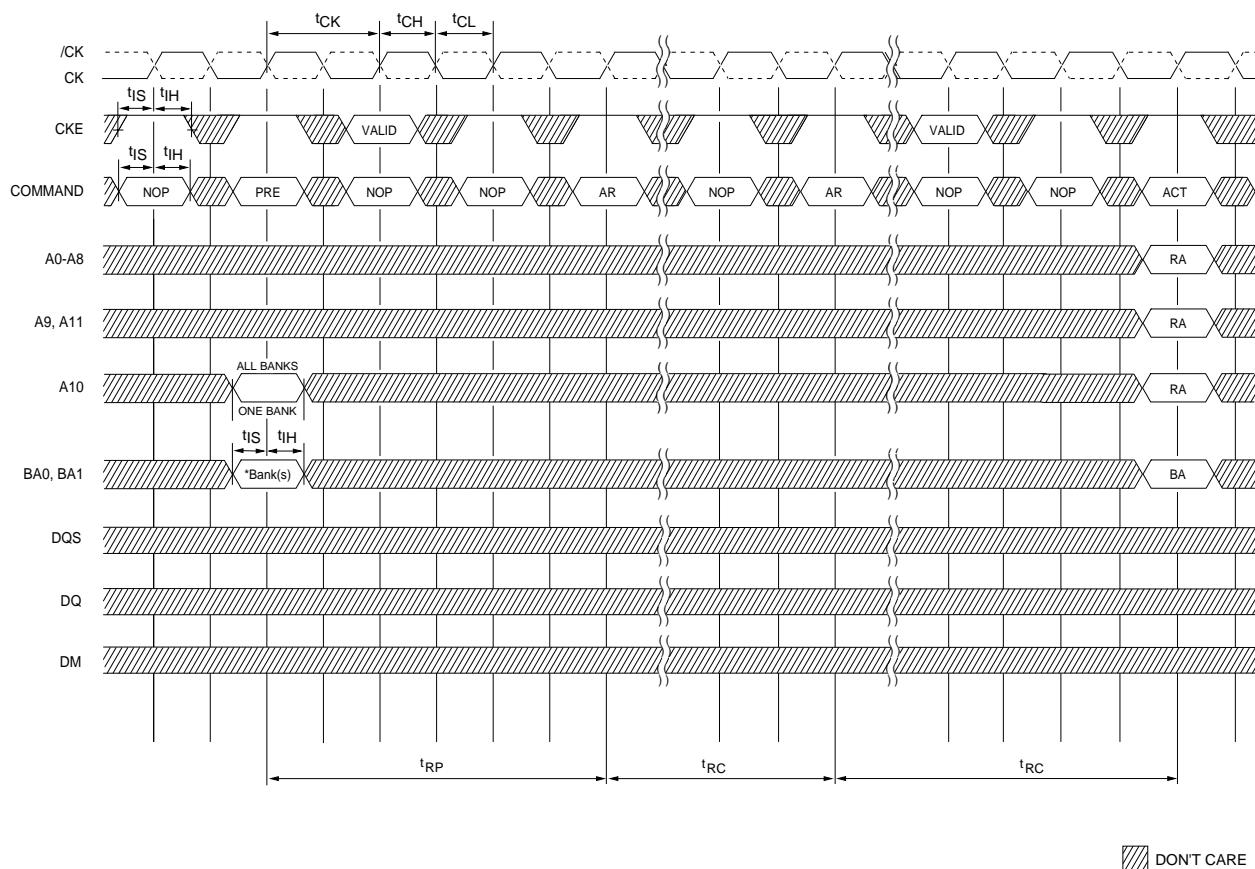 tCK tCH tCL
/CK
CK
tIS tIH
CKE VALID VALID
tIS tIH
COMMAND NOP PRE NOP NOP AR NOP AR NOP NOP ACT
A0-A8 RA
A9, A11 RA
ALL BANKS
A10 RA
ONE BANK
tIS tIH
BA0, BA1 *Bank(s) BA
DQS
DQ
DM
tRP tRC tRC
DON'T CARE